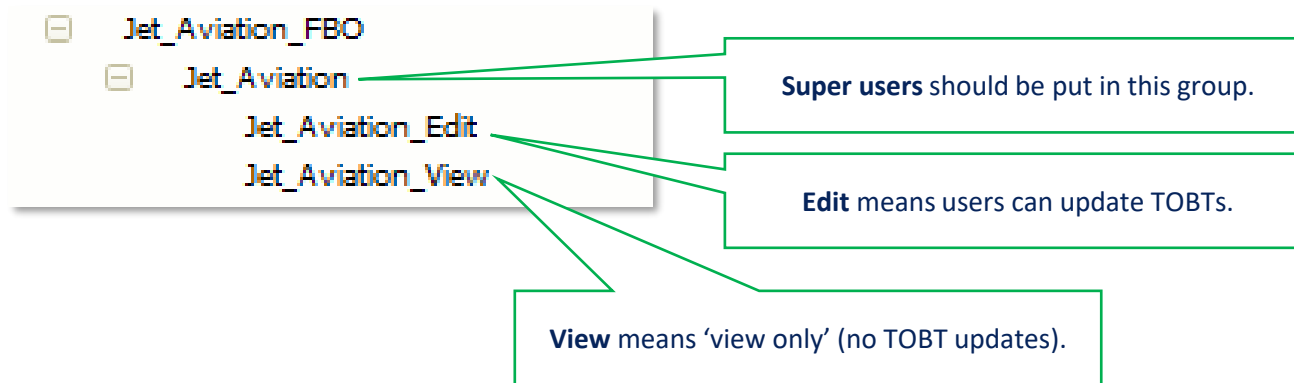 Jet_Aviation_FBO
Jet_Aviation
Super users should be put in this group.
Jet_Aviation_Edit
Edit means users can update TOBTs.
Jet_Aviation_View
View means ‘view only’ (no TOBT updates).